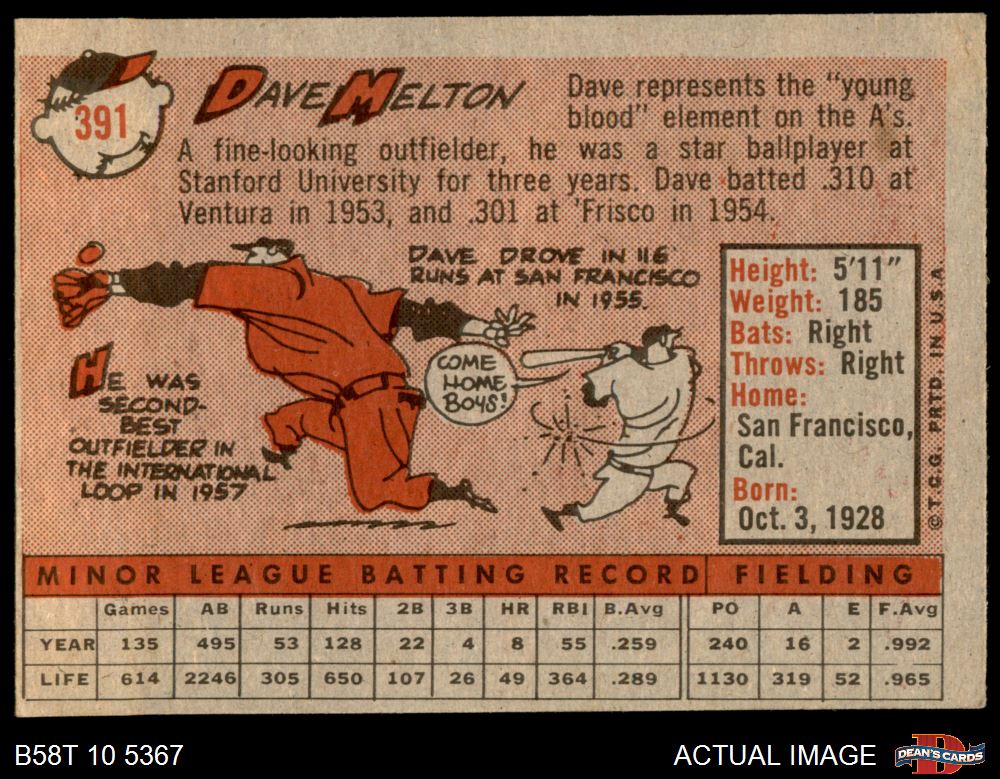 391
DAVE MELTON
Dave represents the "young
blood" element on the A's.
A fine-looking outfielder, he was a star ballplayer at
Stanford University for three years. Dave batted .310 at
Ventura in 1953, and .301 at 'Frisco in 1954.
DAVE DROVE IN 116
RUNS AT SAN FRANCISCO
IN 1955.
COME
HOME
BOYS!
HE WAS
SECOND-
BEST
OUTFIELDER IN
THE INTERNATIONAL
LOOP IN 1957
Height: 5'11"
Weight: 185
Bats: Right
Throws: Right
Home:
San Francisco,
Cal.
Born:
Oct. 3, 1928
© T.C.G. PRTD. IN U.S.A.
MINOR LEAGUE BATTING RECORD FIELDING
Games AB Runs Hits 2B 3B HR RBI B.Avg PO A E F.Avg
YEAR 135 495 53 128 22 4 8 55 .259 240 16 2 .992
LIFE 614 2246 305 650 107 26 49 364 .289 1130 319 52 .965
B58T 10 5367
ACTUAL IMAGE
D
DEAN'S CARDS